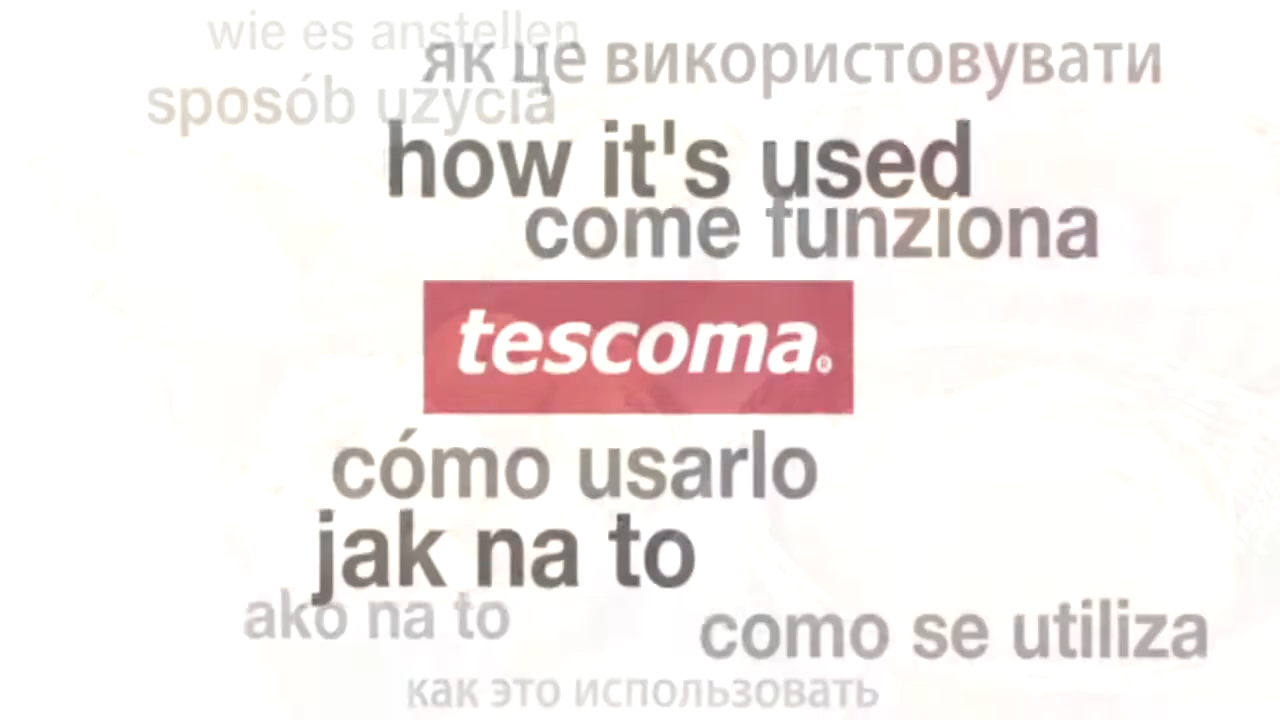 wie es anstellen
як це використовувати
sposób użycia
how it's used
come funziona
tescoma®
cómo usarlo
jak na to
ako na to
como se utiliza
как это использовать